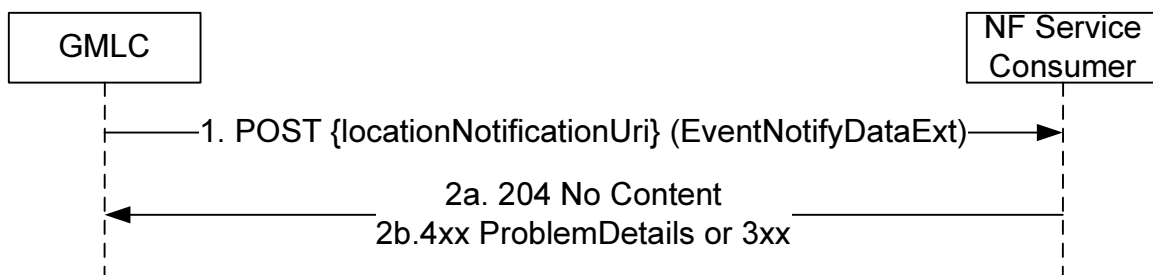 GMLC
NF Service
Consumer
1. POST {locationNotificationUri} (EventNotifyDataExt)
2a. 204 No Content
2b.4xx ProblemDetails or 3xx